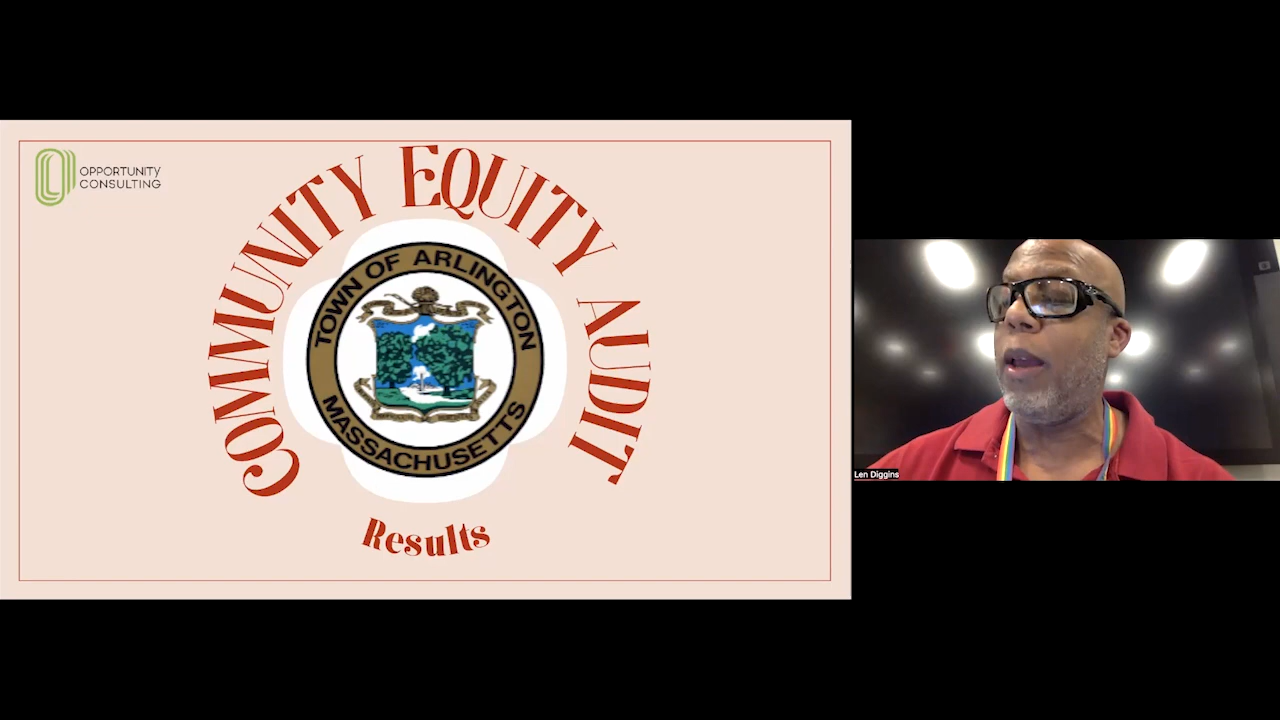 OPPORTUNITY
CONSULTING
COMMUNITY EQUITY AUDIT
TOWN OF ARLINGTON
MASSACHUSETTS
Results
Len Diggins